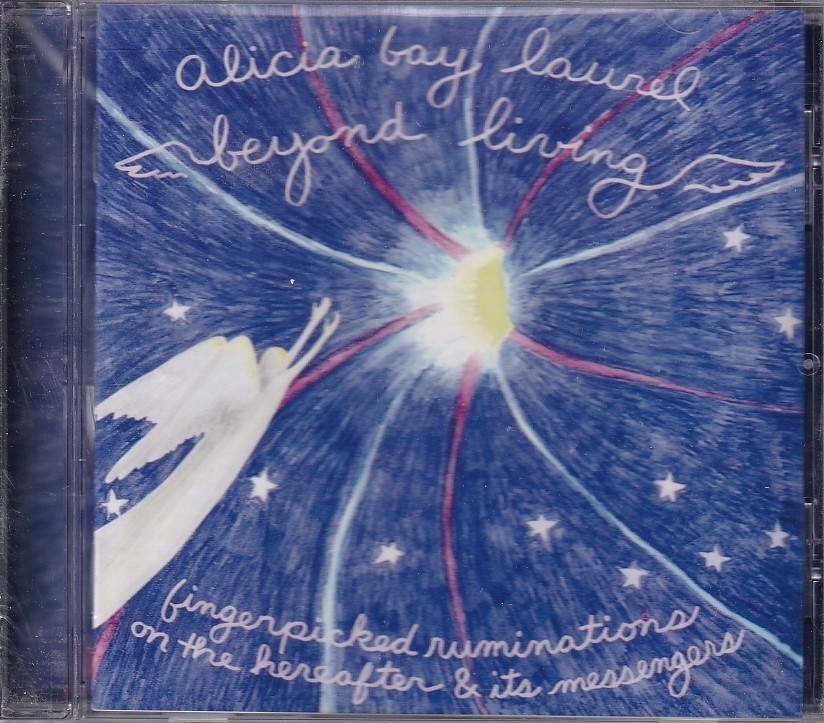 alicia bay laurel
beyond living
fingerpicked ruminations
on the hereafter & its messengers